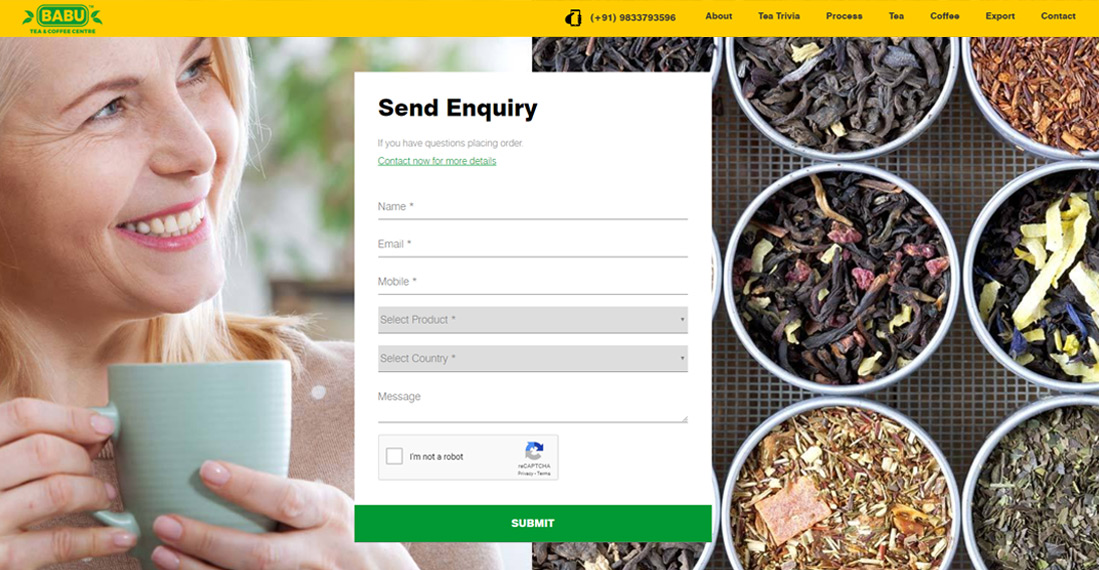 BABU™
TEA & COFFEE CENTRE
(+91) 9833793596
About
Tea Trivia
Process
Tea
Coffee
Export
Contact
Send Enquiry
If you have questions placing order.
Contact now for more details
Name *
Email *
Mobile *
Select Product *
Select Country *
Message
I'm not a robot
reCAPTCHA
Privacy - Terms
SUBMIT